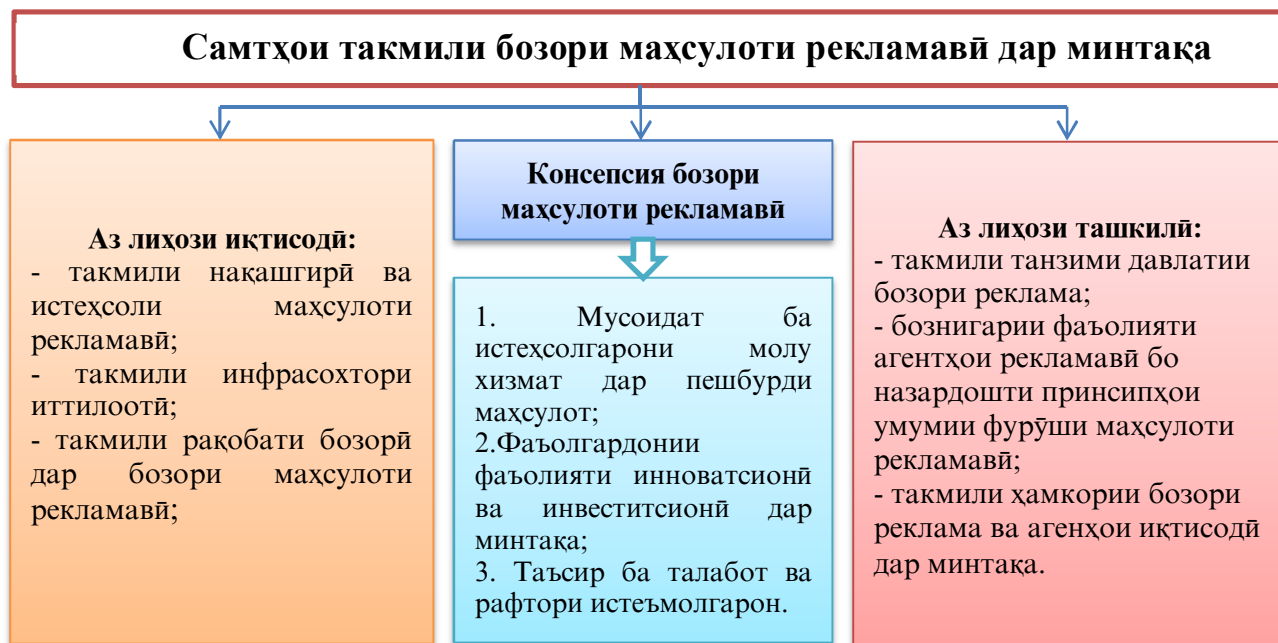 Самтҳои такмили бозори маҳсулоти рекламавӣ дар минтақа
Аз лиҳози иқтисодӣ:
- такмили нақашгирӣ ва
истеҳсоли маҳсулоти
рекламавӣ;
- такмили инфрасохтори
иттилоотӣ;
- такмили рақобати бозорӣ
дар бозори маҳсулоти
рекламавӣ;
Консепсия бозори
маҳсулоти рекламавӣ
1. Мусоидат ба
истеҳсолгарони молу
хизмат дар пешбурди
маҳсулот;
2.Фаъолгардонии
фаъолияти инноватсионӣ
ва инвеститсионӣ дар
минтақа;
3. Таъсир ба талабот ва
рафтори истеъмолгарон.
Аз лиҳози ташкилӣ:
- такмили танзими давлатии
бозори реклама;
- бознигарии фаъолияти
агентҳои рекламавӣ бо
назардошти принсипҳои
умумии фурӯши маҳсулоти
рекламавӣ;
- такмили ҳамкории бозори
реклама ва агенҳои иқтисодӣ
дар минтақа.